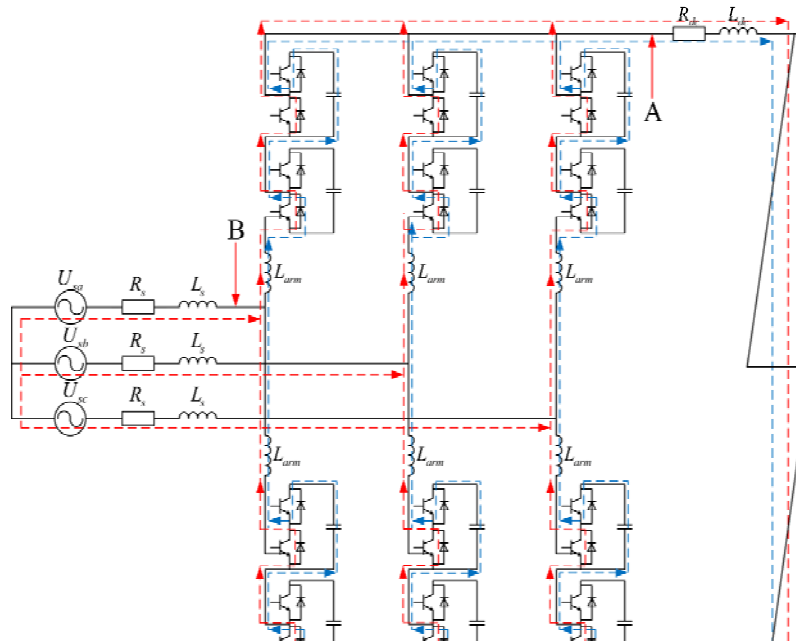 R_dc L_dc
A
B
L_arm L_arm L_arm
U_sa R_s L_s
U_sb R_s L_s
U_sc R_s L_s
L_arm L_arm L_arm